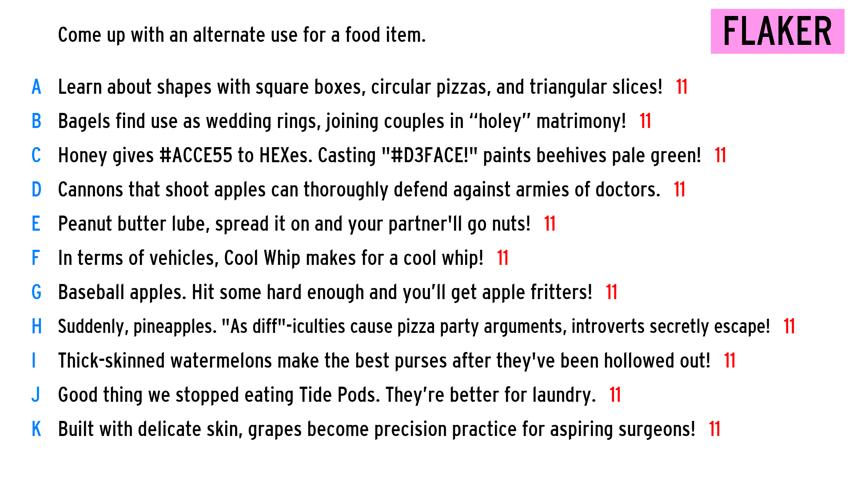 Come up with an alternate use for a food item.
FLAKER
A Learn about shapes with square boxes, circular pizzas, and triangular slices! 11
B Bagels find use as wedding rings, joining couples in “holey” matrimony! 11
C Honey gives #ACCE55 to HEXes. Casting "#D3FACE!" paints beehives pale green! 11
D Cannons that shoot apples can thoroughly defend against armies of doctors. 11
E Peanut butter lube, spread it on and your partner'll go nuts! 11
F In terms of vehicles, Cool Whip makes for a cool whip! 11
G Baseball apples. Hit some hard enough and you’ll get apple fritters! 11
H Suddenly, pineapples. "As diff"-iculties cause pizza party arguments, introverts secretly escape! 11
I Thick-skinned watermelons make the best purses after they've been hollowed out! 11
J Good thing we stopped eating Tide Pods. They’re better for laundry. 11
K Built with delicate skin, grapes become precision practice for aspiring surgeons! 11